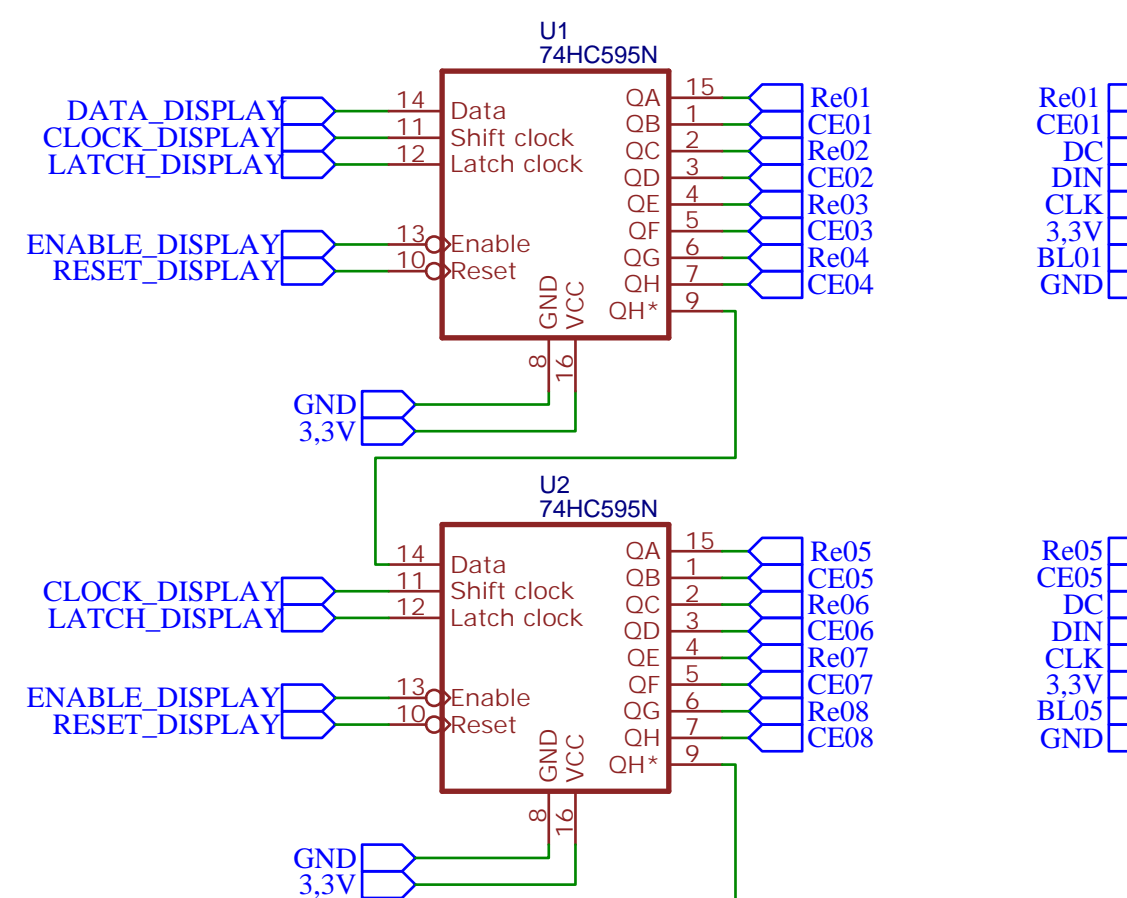 U1
74HC595N
DATA_DISPLAY 14 Data QA 15 Re01 Re01
CLOCK_DISPLAY 11 Shift clock QB 1 CE01 CE01
LATCH_DISPLAY 12 Latch clock QC 2 Re02 DC
QD 3 CE02 DIN
QE 4 Re03 CLK
ENABLE_DISPLAY 13 Enable QF 5 CE03 3,3V
RESET_DISPLAY 10 Reset QG 6 Re04 BL01
QH 7 CE04 GND
GND VCC QH* 9
8 16
GND
3,3V
U2
74HC595N
14 Data QA 15 Re05 Re05
CLOCK_DISPLAY 11 Shift clock QB 1 CE05 CE05
LATCH_DISPLAY 12 Latch clock QC 2 Re06 DC
QD 3 CE06 DIN
QE 4 Re07 CLK
ENABLE_DISPLAY 13 Enable QF 5 CE07 3,3V
RESET_DISPLAY 10 Reset QG 6 Re08 BL05
QH 7 CE08 GND
GND VCC QH* 9
8 16
GND
3,3V